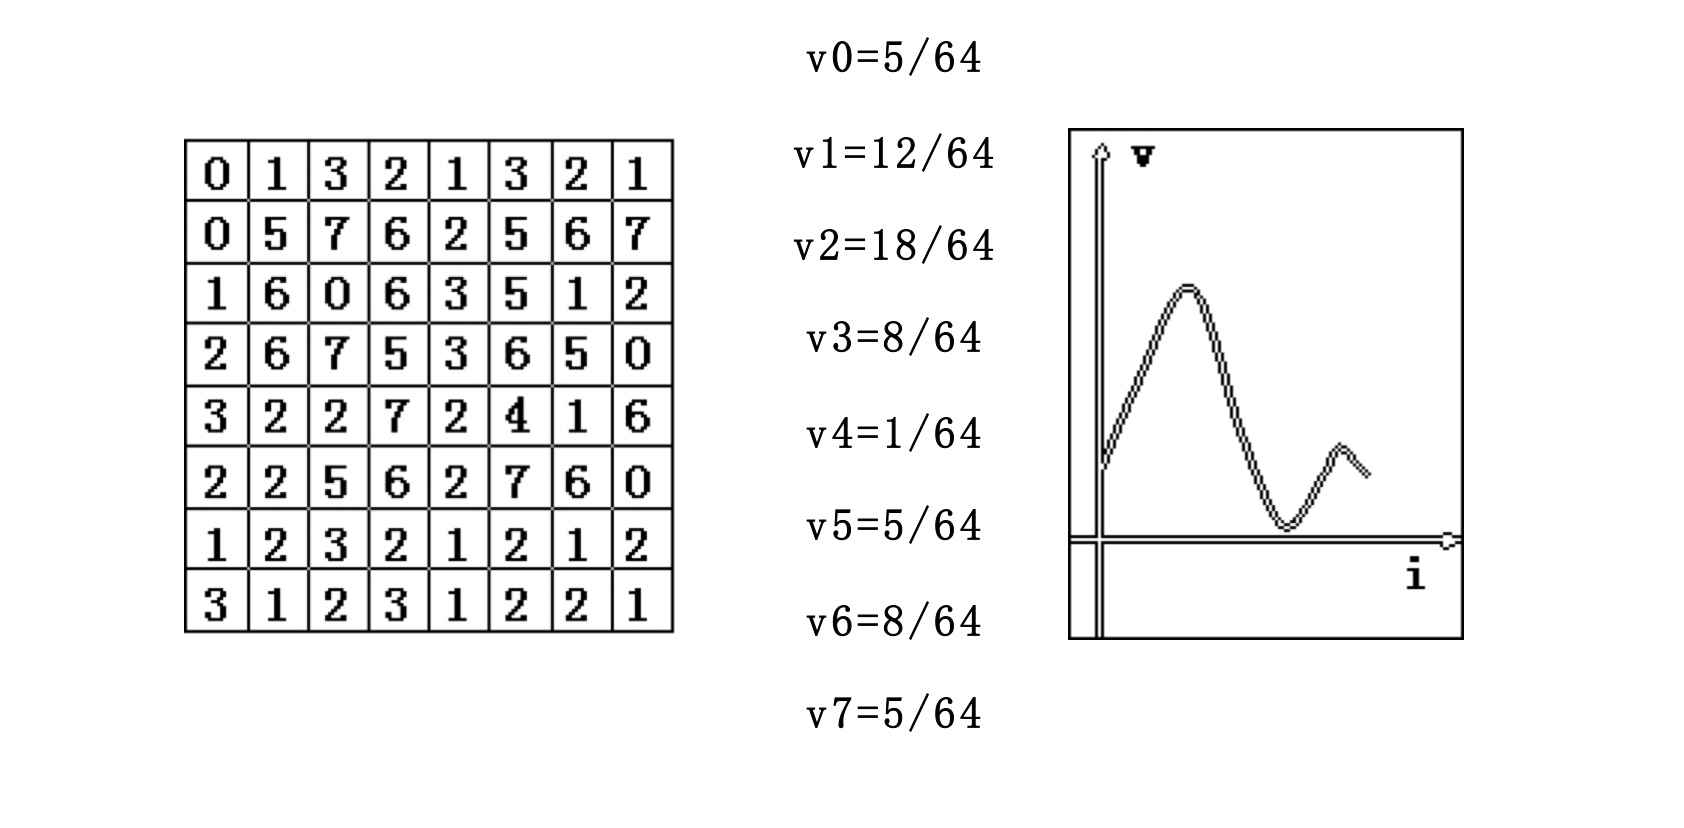 0 1 3 2 1 3 2 1
0 5 7 6 2 5 6 7
1 6 0 6 3 5 1 2
2 6 7 5 3 6 5 0
3 2 2 7 2 4 1 6
2 2 5 6 2 7 6 0
1 2 3 2 1 2 1 2
3 1 2 3 1 2 2 1
v0=5/64
v1=12/64
v2=18/64
v3=8/64
v4=1/64
v5=5/64
v6=8/64
v7=5/64
v
i